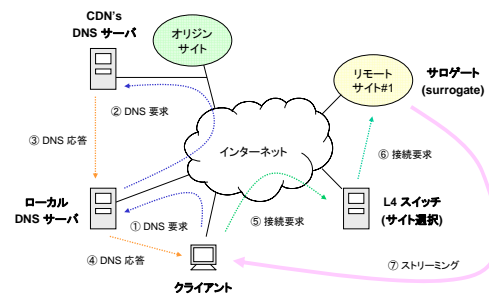 CDN's
DNS サーバ
オリジン
サイト
リモート
サイト#1
サロゲート
(surrogate)
② DNS 要求
③ DNS 応答
インターネット
⑥ 接続要求
ローカル
DNS サーバ
① DNS 要求
⑤ 接続要求
L4 スイッチ
(サイト選択)
④ DNS 応答
⑦ ストリーミング
クライアント